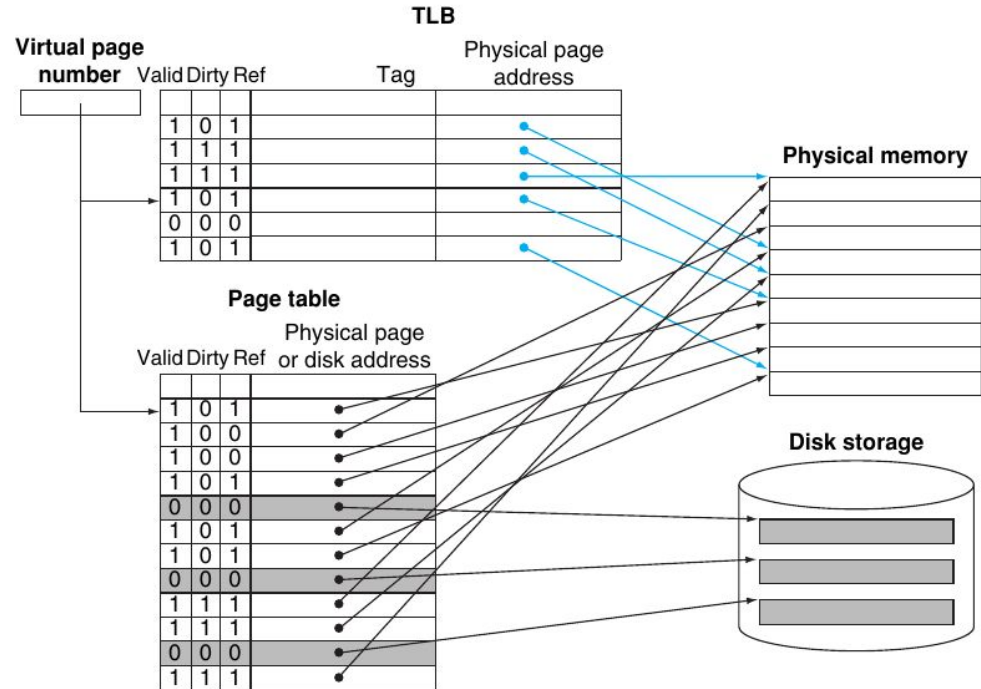 TLB
Virtual page
number
Valid Dirty Ref
Tag
Physical page
address
1 0 1
1 1 1
1 1 1
1 0 1
0 0 0
1 0 1
Physical memory
Page table
Physical page
or disk address
Valid Dirty Ref
1 0 1
1 0 0
1 0 0
1 0 1
0 0 0
1 0 1
1 0 1
0 0 0
1 1 1
1 1 1
0 0 0
1 1 1
Disk storage